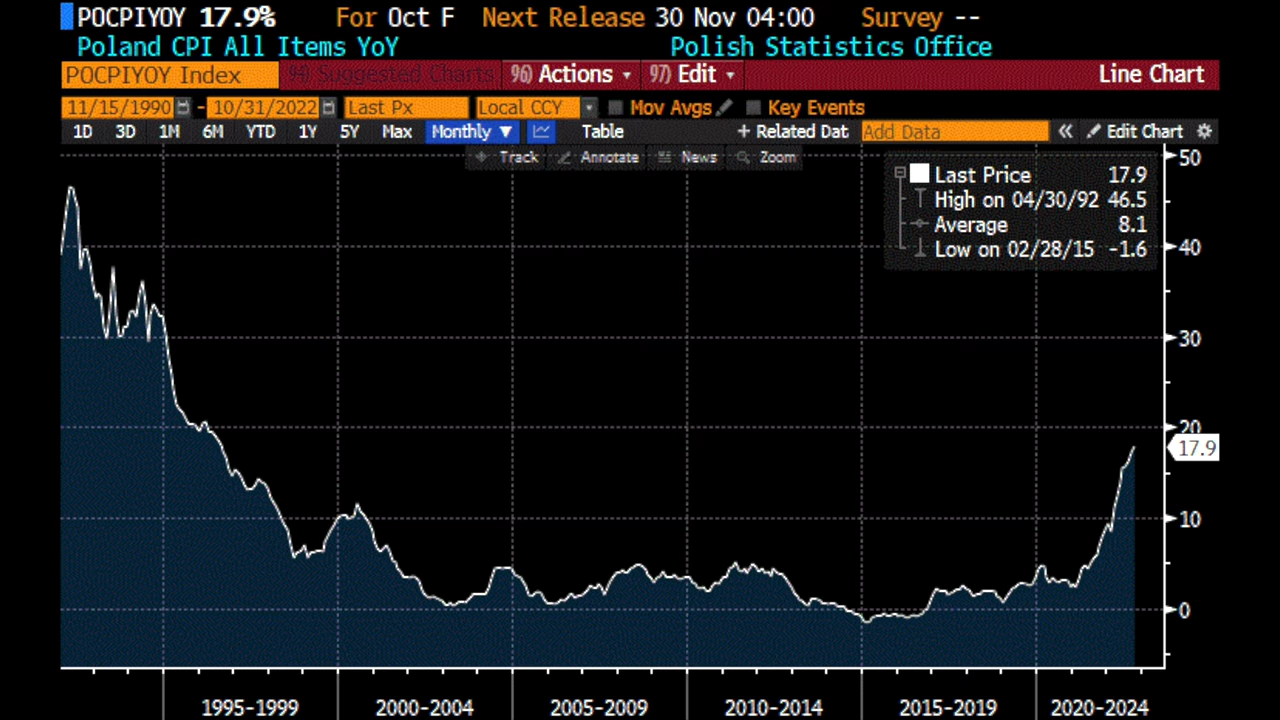 POCPIYOY 17.9% For Oct F Next Release 30 Nov 04:00 Survey --
Poland CPI All Items YoY Polish Statistics Office
POCPIYOY Index 94) Suggested Charts 96) Actions 97) Edit Line Chart
11/15/1990 - 10/31/2022 Last Px Local CCY Mov Avgs Key Events
1D 3D 1M 6M YTD 1Y 5Y Max Monthly ▼ Table + Related Dat Add Data « Edit Chart
Track Annotate News Zoom
Last Price 17.9
High on 04/30/92 46.5
Average 8.1
Low on 02/28/15 -1.6
50
40
30
20
17.9
10
0
1995-1999 2000-2004 2005-2009 2010-2014 2015-2019 2020-2024